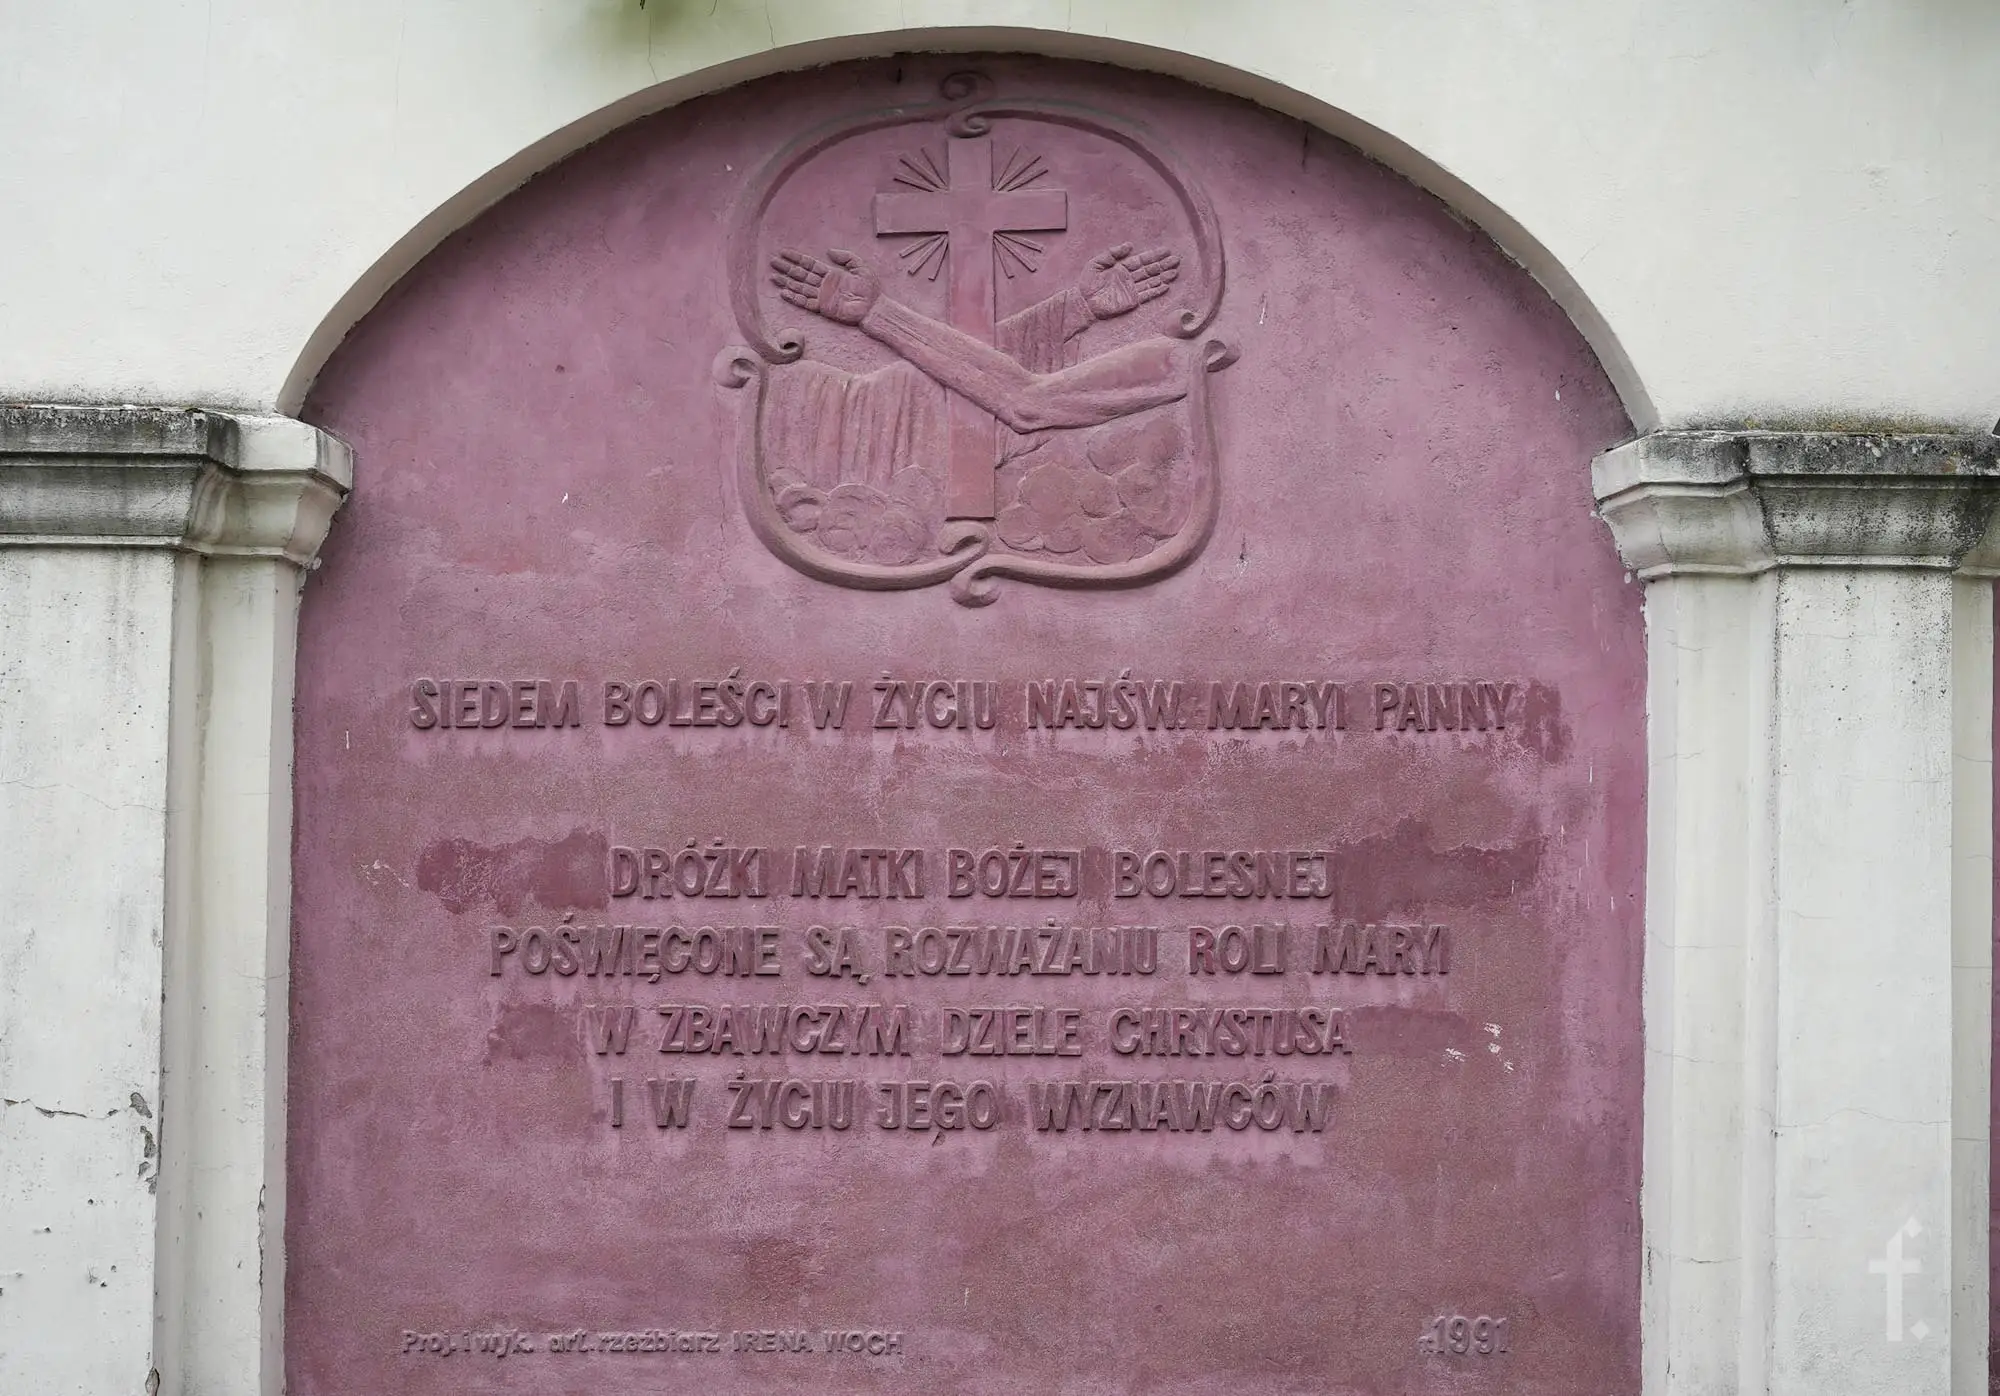 SIEDEM BOLEŚCI W ŻYCIU NAJŚW. MARYI PANNY
DRÓŻKI MATKI BOŻEJ BOLESNEJ
POŚWIĘCONE SĄ ROZWAŻANIU ROLI MARYI
W ZBAWCZYM DZIELE CHRYSTUSA
I W ŻYCIU JEGO WYZNAWCÓW
Proj. i wyk. art. rzeźbiarz IRENA WOCH
1991
f.